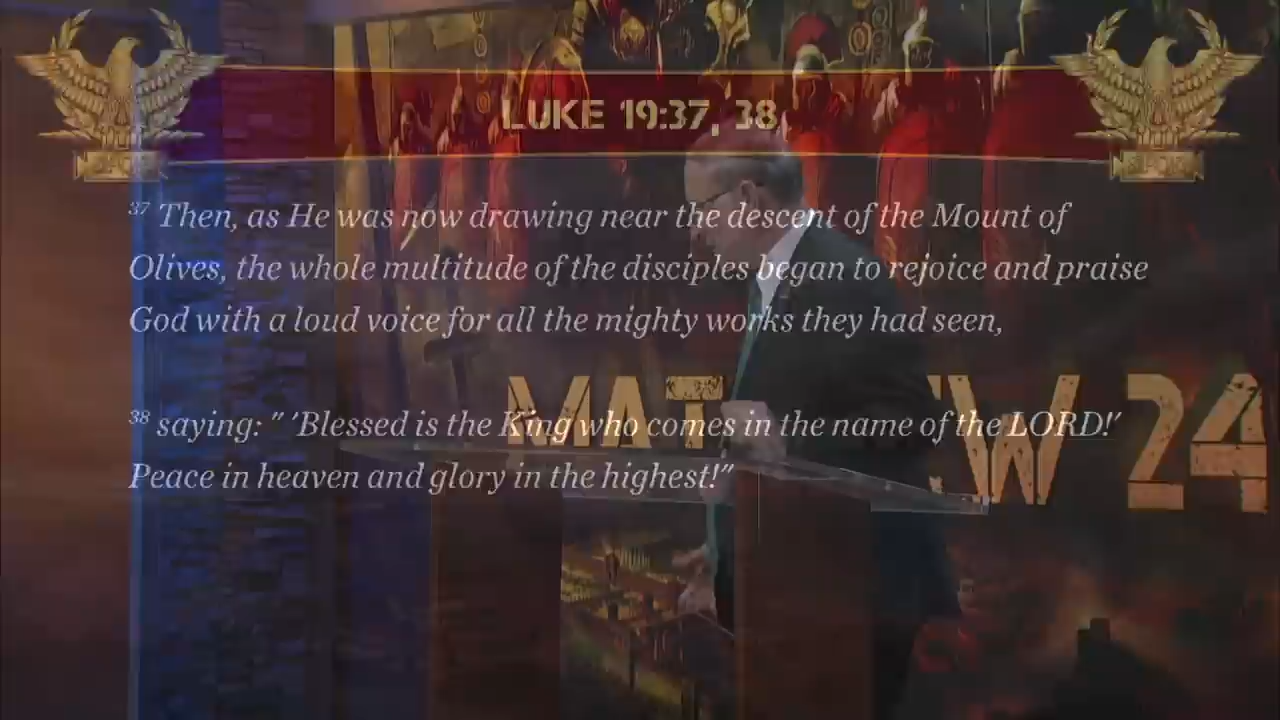 LUKE 19:37, 38
37 Then, as He was now drawing near the descent of the Mount of
Olives, the whole multitude of the disciples began to rejoice and praise
God with a loud voice for all the mighty works they had seen,
38 saying: " 'Blessed is the King who comes in the name of the LORD!'
Peace in heaven and glory in the highest!"
MAT EW 24